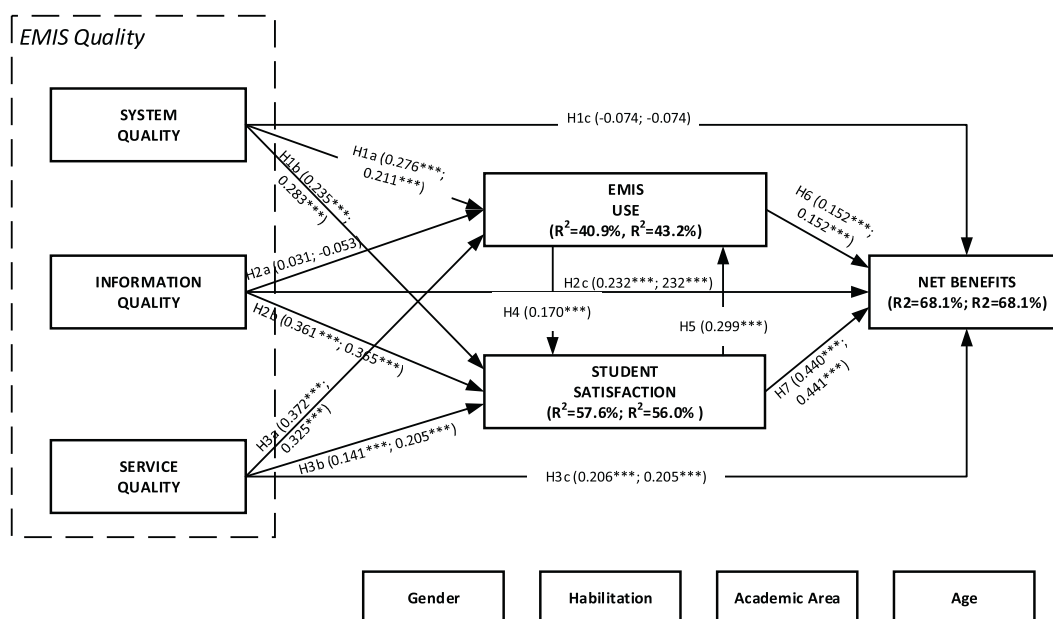 EMIS Quality
SYSTEM
QUALITY
H1c (-0.074; -0.074)
H1a (0.276***;
0.211***)
H1b (0.235***;
0.283***)
EMIS
USE
(R²=40.9%, R²=43.2%)
H6 (0.152***;
0.152***)
INFORMATION
QUALITY
H2a (0.031; -0.053)
H2c (0.232***; 232***)
NET BENEFITS
(R2=68.1%; R2=68.1%)
H2b (0.361***; 0.365***)
H4 (0.170***)
H5 (0.299***)
STUDENT
SATISFACTION
(R²=57.6%; R²=56.0% )
H7 (0.440***;
0.441***)
H3a (0.372***;
0.325***)
H3b (0.141***; 0.205***)
SERVICE
QUALITY
H3c (0.206***; 0.205***)
Gender
Habilitation
Academic Area
Age